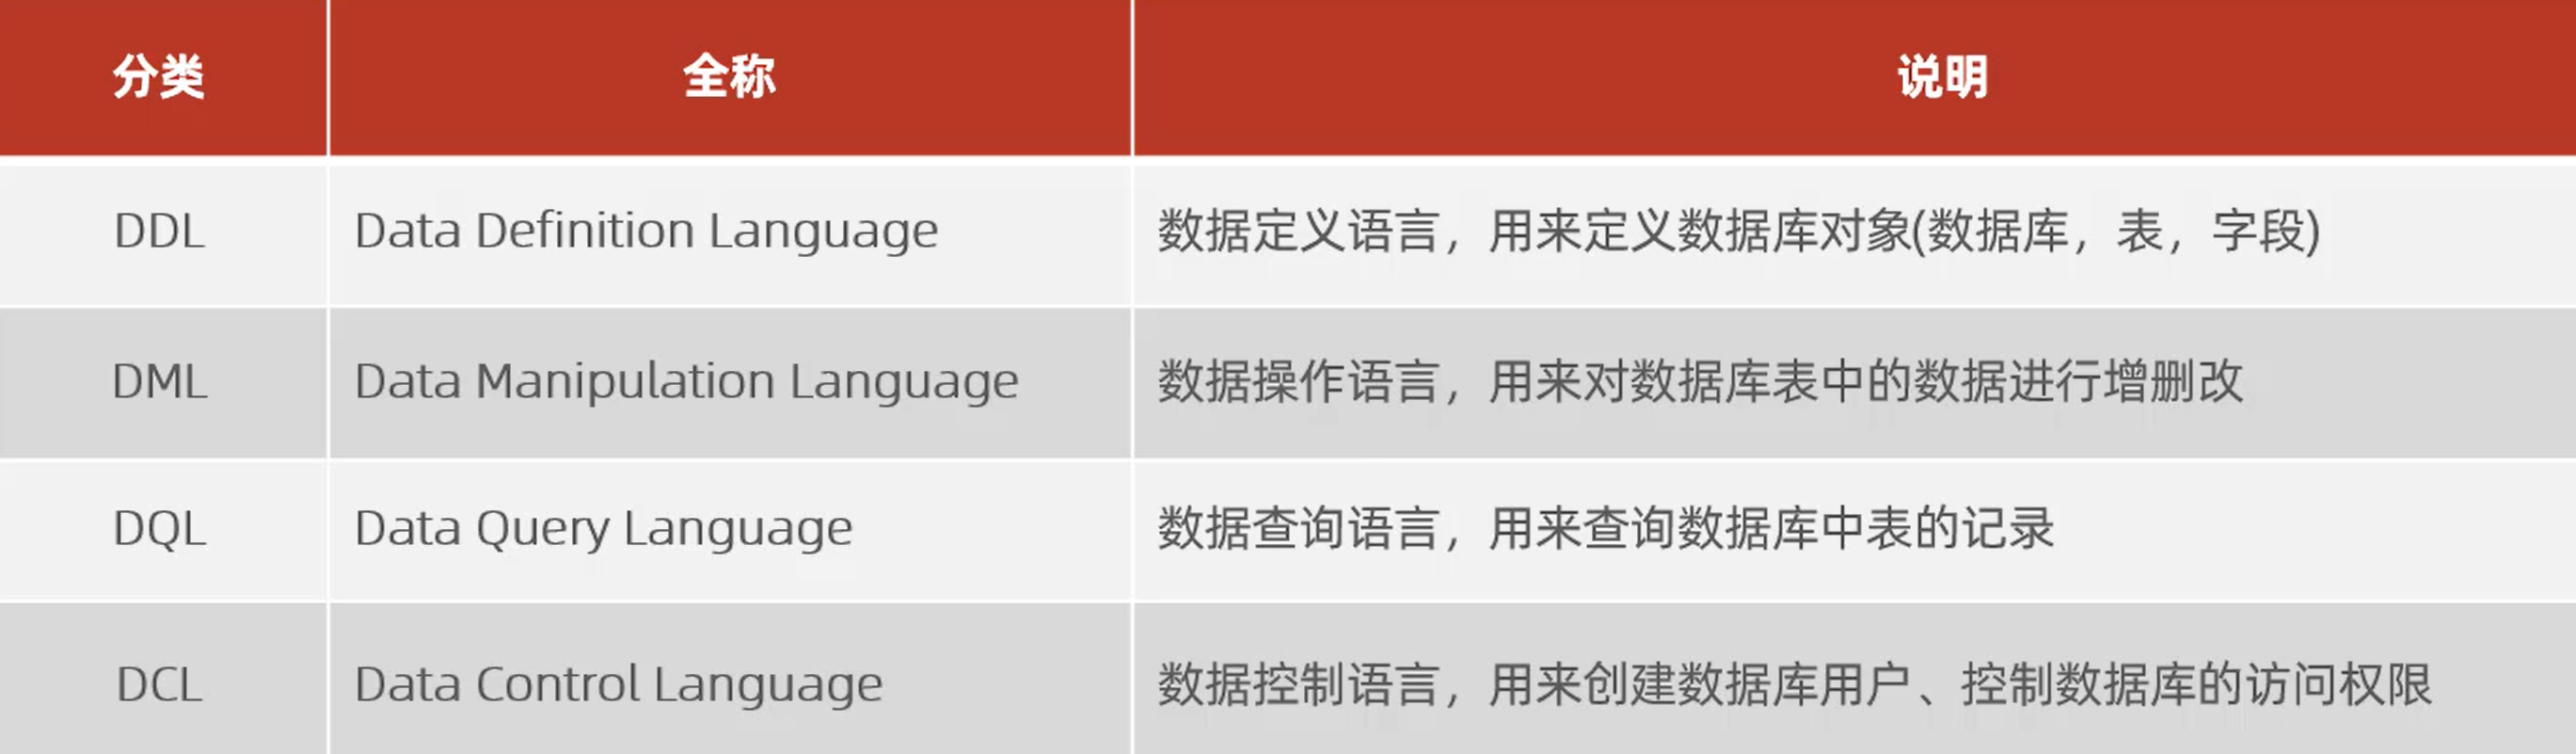 分类 全称 说明
DDL Data Definition Language 数据定义语言，用来定义数据库对象(数据库，表，字段)
DML Data Manipulation Language 数据操作语言，用来对数据库表中的数据进行增删改
DQL Data Query Language 数据查询语言，用来查询数据库中表的记录
DCL Data Control Language 数据控制语言，用来创建数据库用户、控制数据库的访问权限